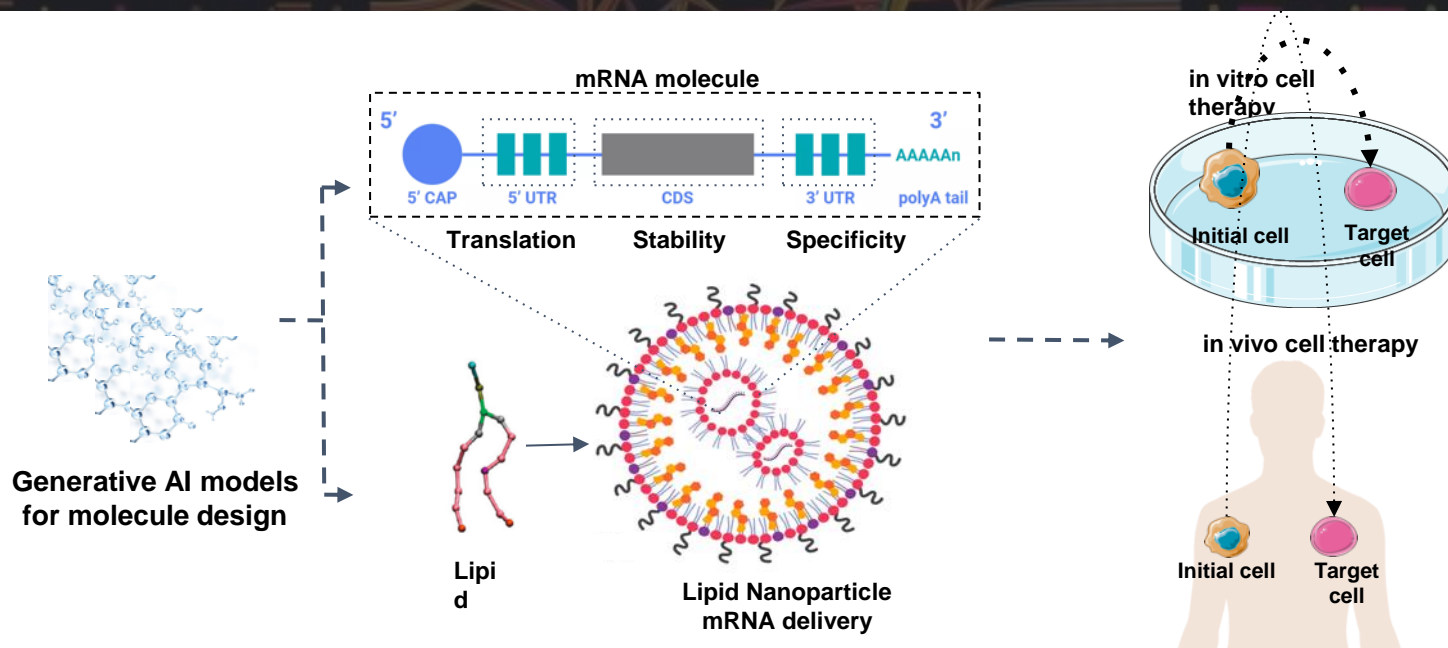 mRNA molecule
5’
3’
AAAAAn
5’ CAP
5’ UTR
CDS
3’ UTR
polyA tail
Translation
Stability
Specificity
Generative AI models
for molecule design
Lipi
d
Lipid Nanoparticle
mRNA delivery
in vitro cell
therapy
Initial cell
Target
cell
in vivo cell therapy
Initial cell
Target
cell